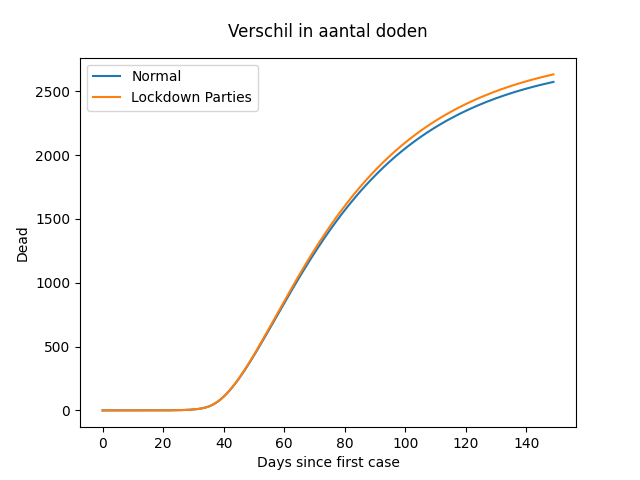 Verschil in aantal doden
Normal
Lockdown Parties
Dead
2500
2000
1500
1000
500
0
0 20 40 60 80 100 120 140
Days since first case